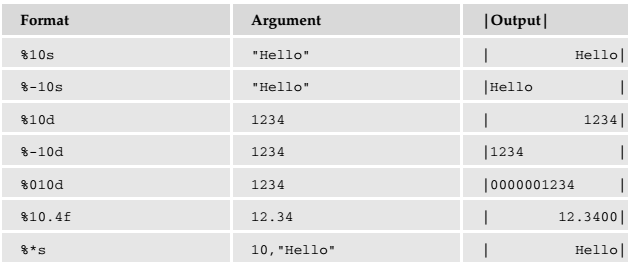 Format Argument |Output|
%10s "Hello" |     Hello|
%-10s "Hello" |Hello     |
%10d 1234 |      1234|
%-10d 1234 |1234      |
%010d 1234 |0000001234    |
%10.4f 12.34 |   12.3400|
%*s 10,"Hello" |     Hello|